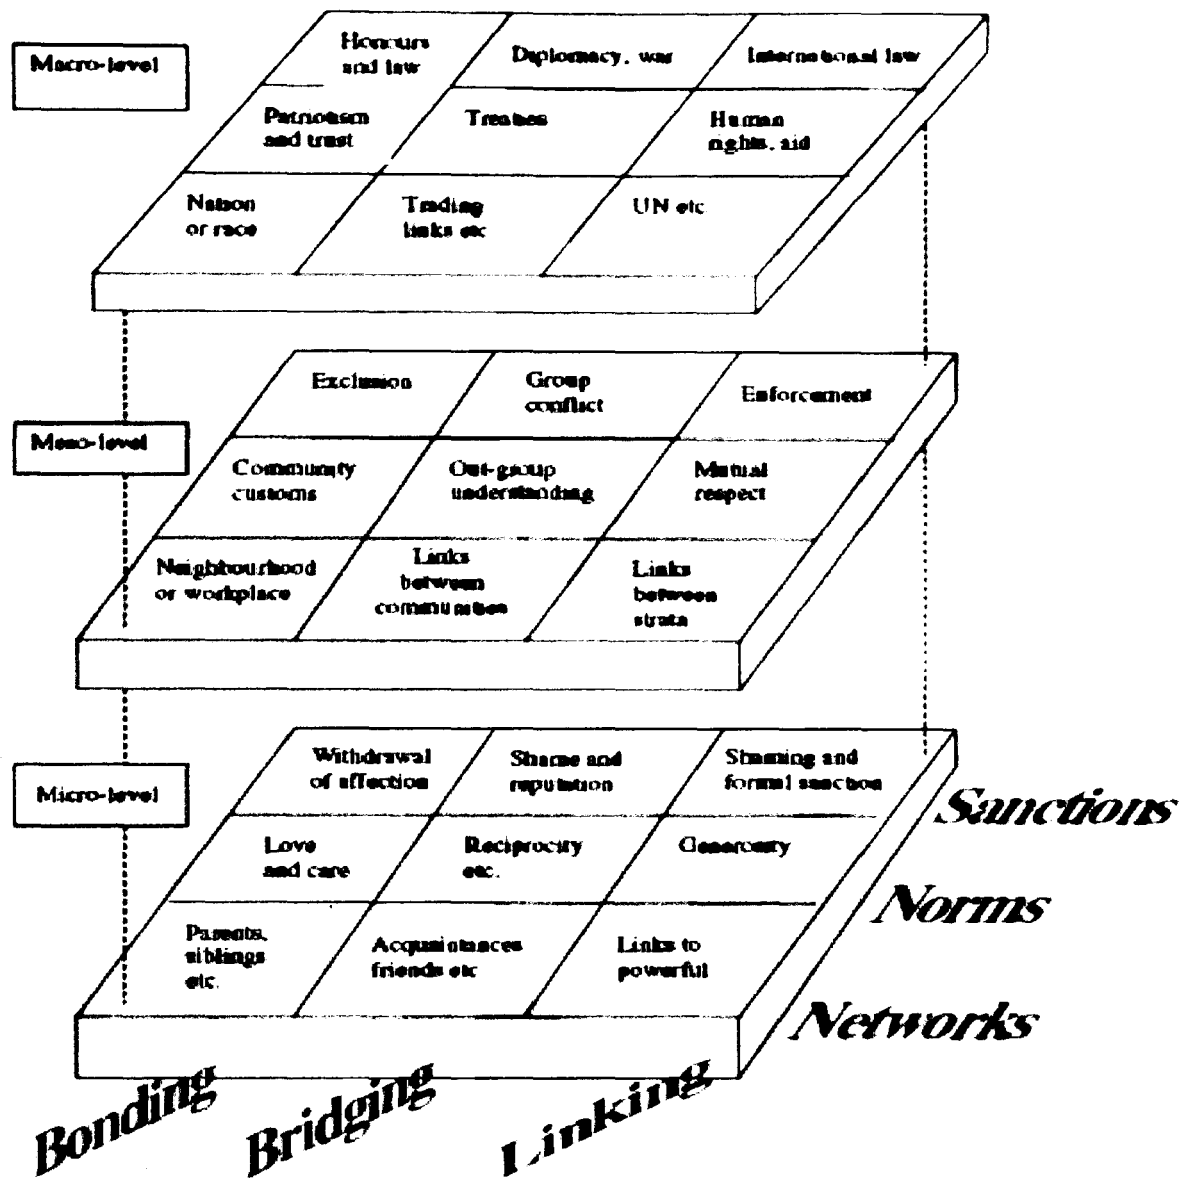 Macro-level
Honours
and law
Diplomacy, war
International law
Patriotism
and trust
Treaties
Human
rights, aid
Nation
or race
Trading
links etc
UN etc
Meso-level
Exclusion
Group
conflict
Enforcement
Community
customs
Out-group
understanding
Mutual
respect
Neighbourhood
or workplace
Links
between
communities
Links
between
strata
Micro-level
Withdrawal
of affection
Shame and
reputation
Shaming and
formal sanction
Love
and care
Reciprocity
etc.
Generosity
Parents,
siblings
etc.
Acquaintances
friends etc
Links to
powerful
Sanctions
Norms
Networks
Bonding
Bridging
Linking